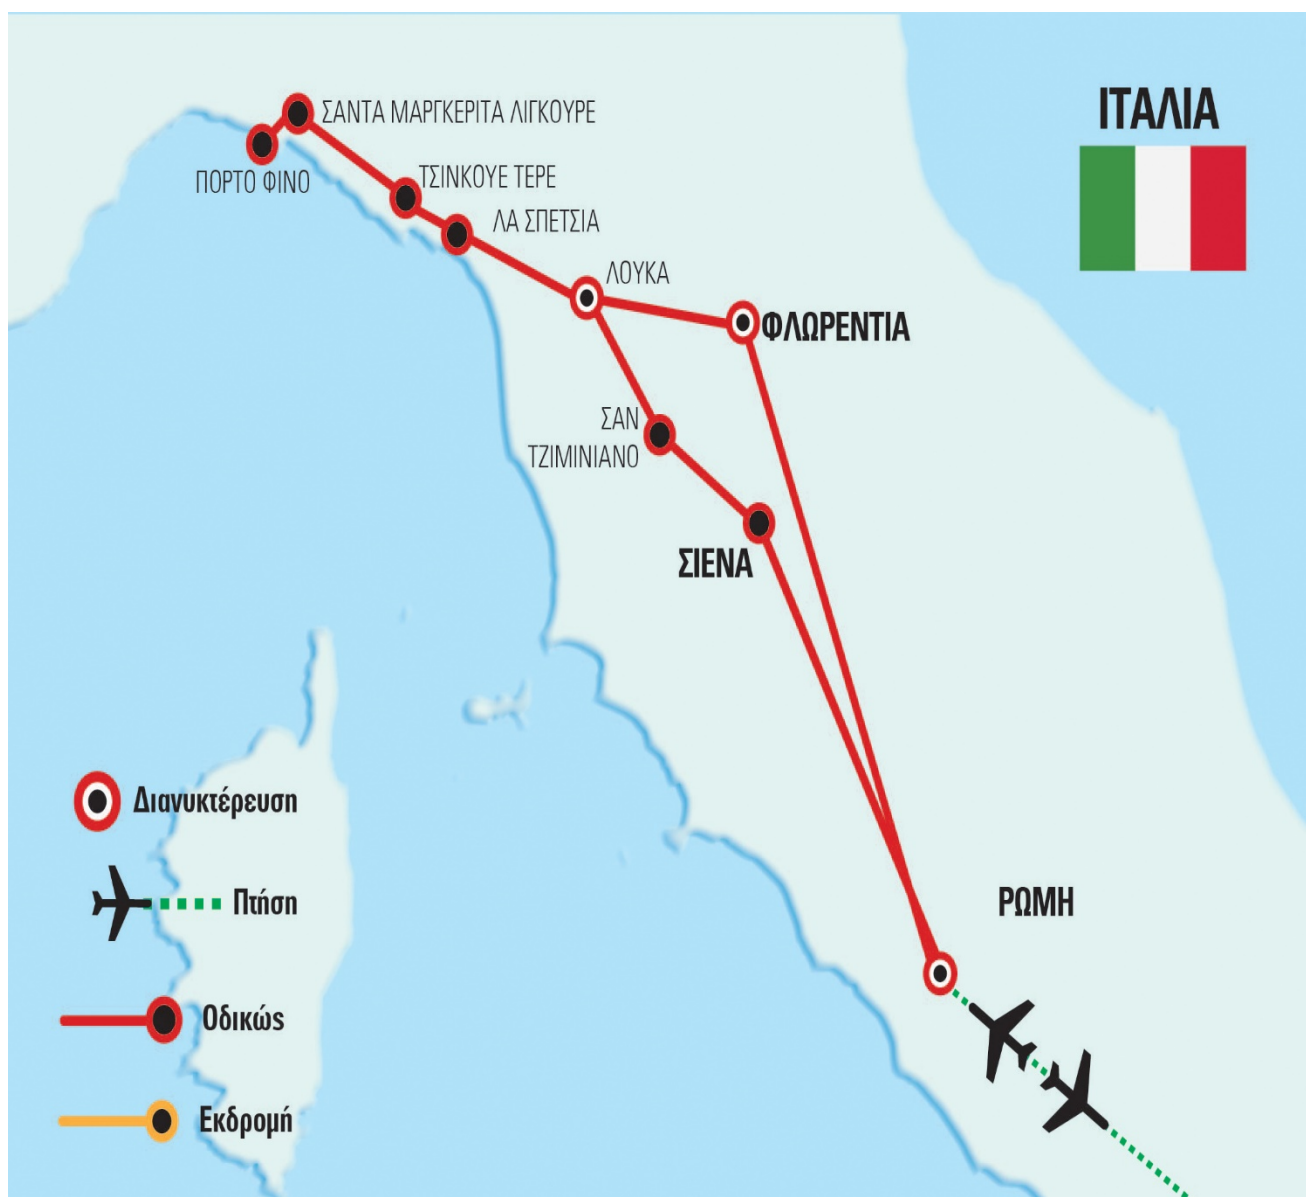 ΙΤΑΛΙΑ
ΣΑΝΤΑ ΜΑΡΓΚΕΡΙΤΑ ΛΙΓΚΟΥΡΕ
ΠΟΡΤΟ ΦΙΝΟ
ΤΣΙΝΚΟΥΕ ΤΕΡΕ
ΛΑ ΣΠΕΤΣΙΑ
ΛΟΥΚΑ
ΦΛΩΡΕΝΤΙΑ
ΣΑΝ
ΤΖΙΜΙΝΙΑΝΟ
ΣΙΕΝΑ
ΡΩΜΗ
Διανυκτέρευση
Πτήση
Οδικώς
Εκδρομή